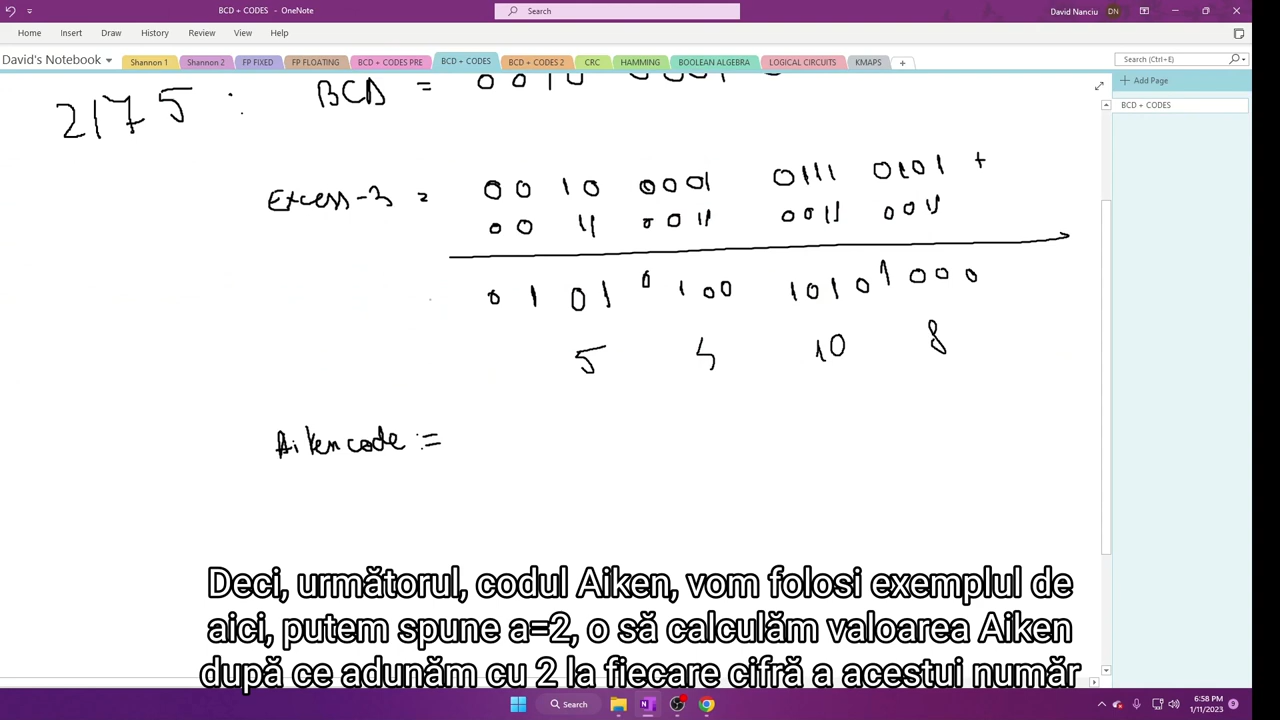 BCD + CODES - OneNote
Search
David Nanciu DN
Home Insert Draw History Review View Help
David's Notebook
Shannon 1 Shannon 2 FP FIXED FP FLOATING BCD + CODES PRE BCD + CODES BCD + CODES 2 CRC HAMMING BOOLEAN ALGEBRA LOGICAL CIRCUITS KMAPS
Search (Ctrl+E)
Add Page
BCD + CODES
2175 : BCD = 0010 0001
Excess-3 = 0010 0001 0111 0101 +
0011 0011 0011 0011
0101 0100 1010 1000
5 4 10 8
Aiken code :=
Deci, următorul, codul Aiken, vom folosi exemplul de
aici, putem spune a=2, o să calculăm valoarea Aiken
după ce adunăm cu 2 la fiecare cifră a acestui număr
Search
6:58 PM
1/11/2023